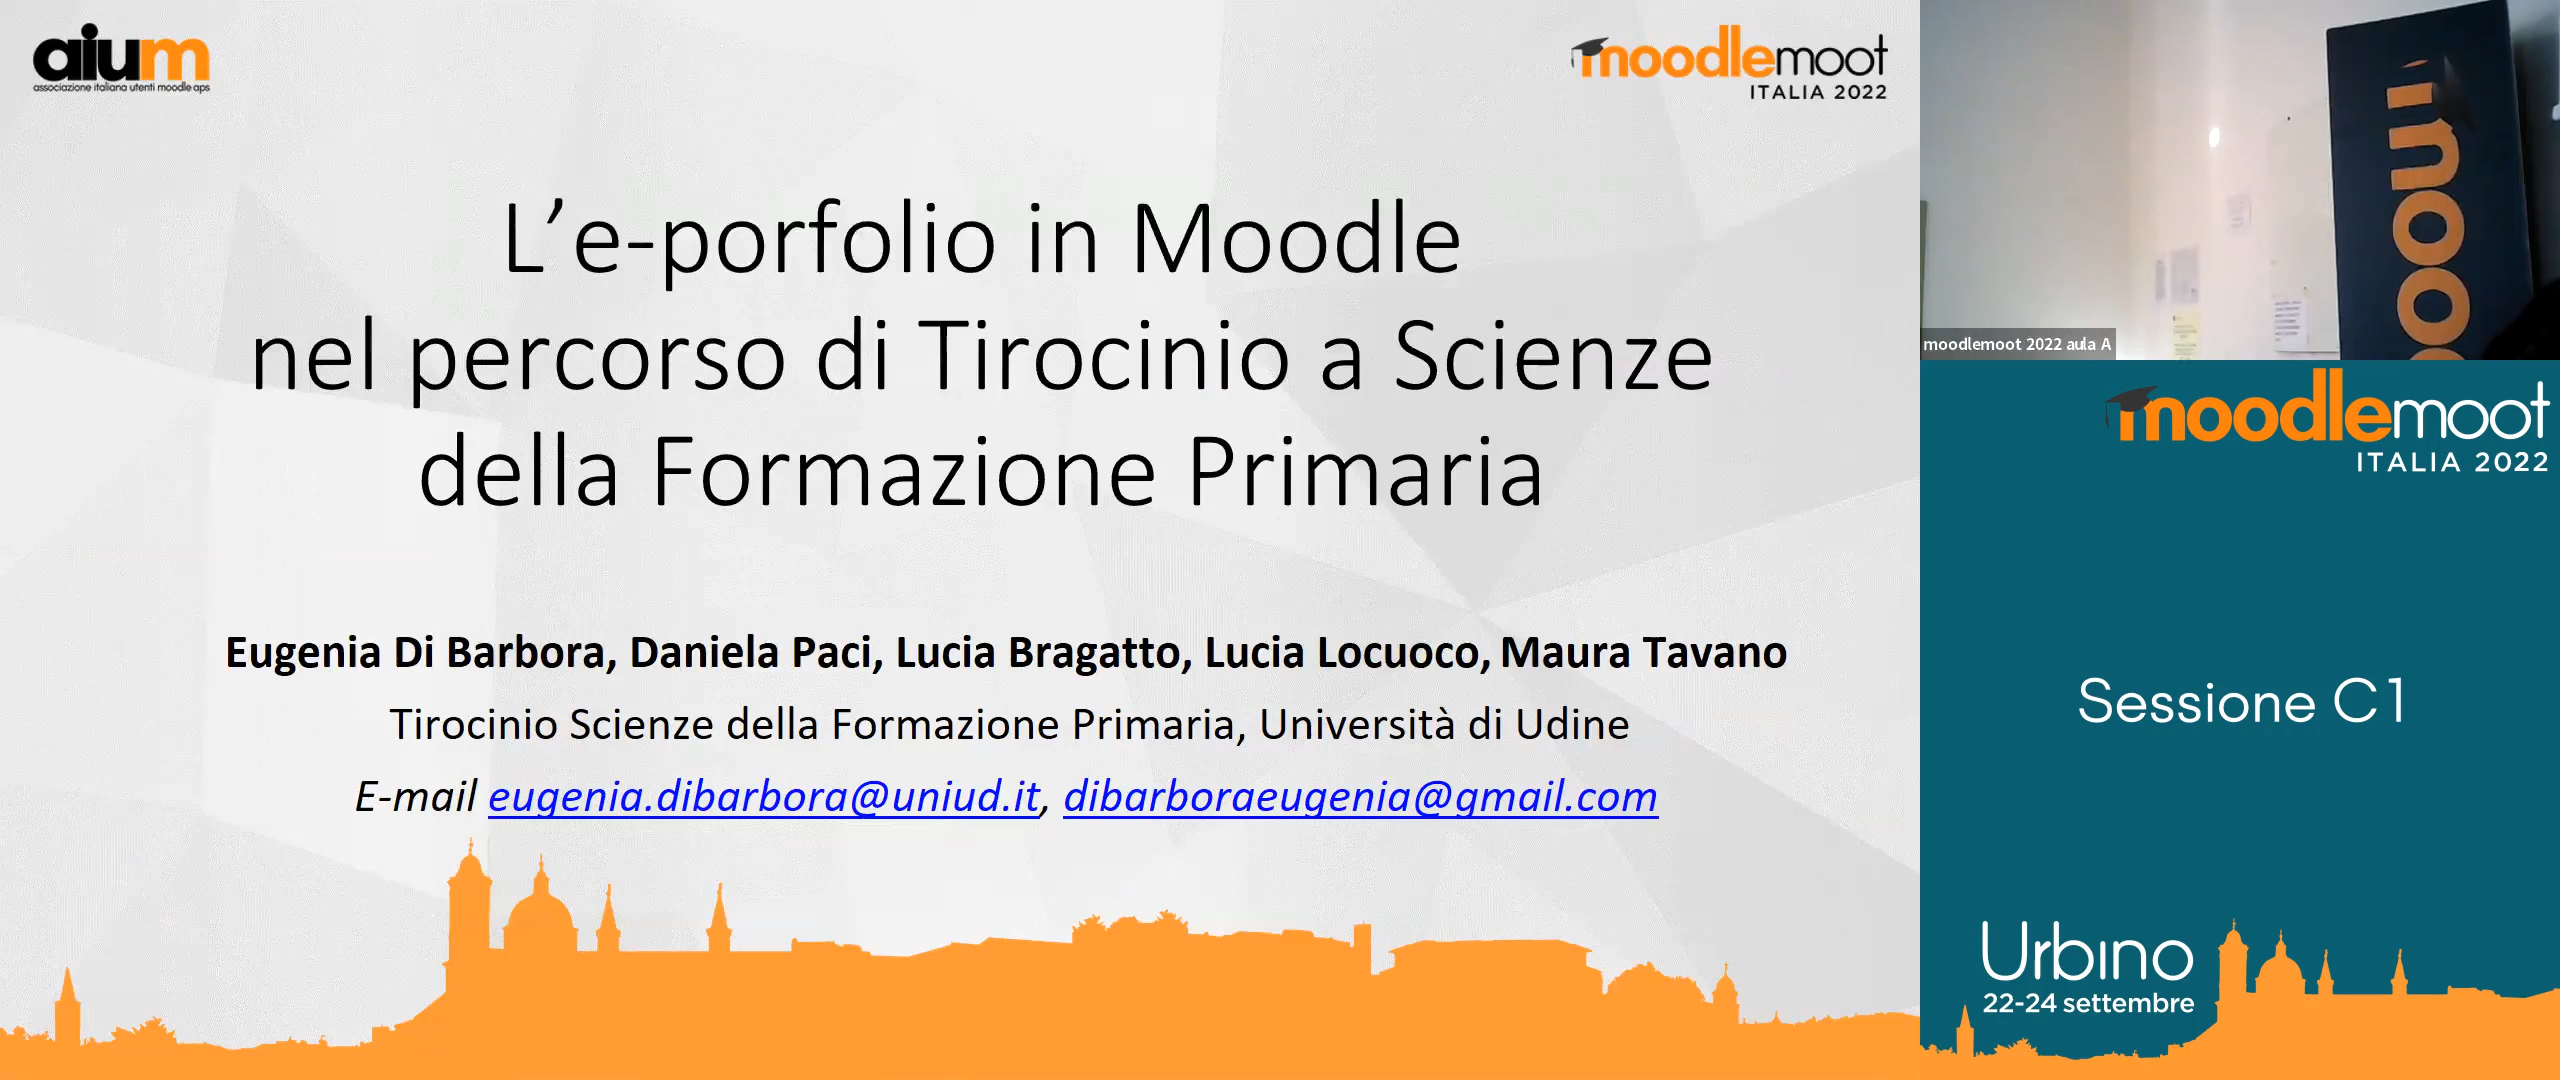 aium
associazione italiana utenti moodle aps
moodlemoot
ITALIA 2022
L’e-porfolio in Moodle
nel percorso di Tirocinio a Scienze
della Formazione Primaria
Eugenia Di Barbora, Daniela Paci, Lucia Bragatto, Lucia Locuoco, Maura Tavano
Tirocinio Scienze della Formazione Primaria, Università di Udine
E-mail eugenia.dibarbora@uniud.it, dibarboraeugenia@gmail.com
moodlemoot 2022 aula A
moodlemoot
ITALIA 2022
Sessione C1
Urbino
22-24 settembre